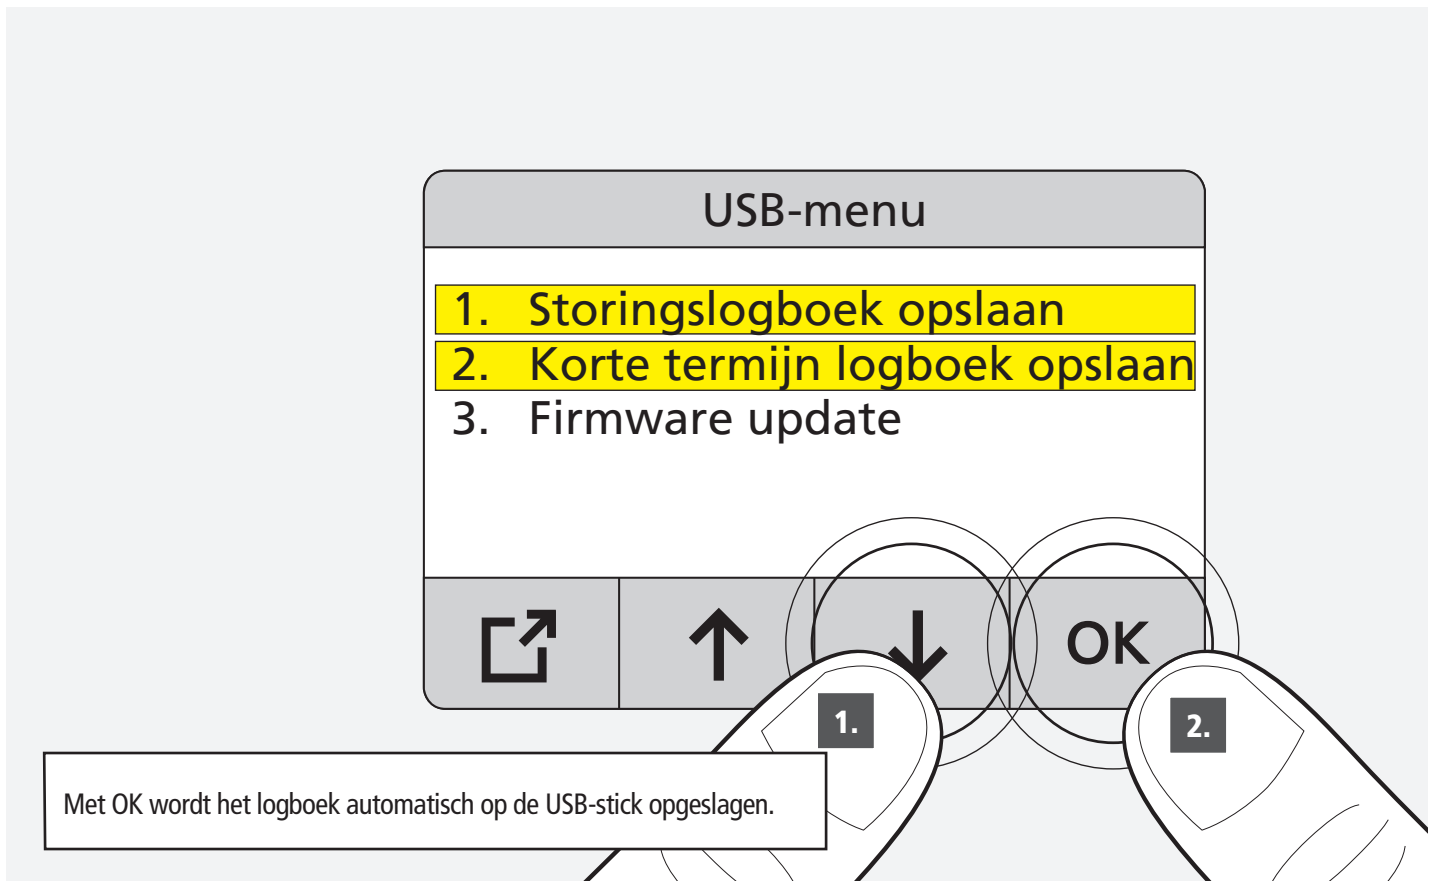 USB-menu
1. Storingslogboek opslaan
2. Korte termijn logboek opslaan
3. Firmware update
OK
1.
2.
Met OK wordt het logboek automatisch op de USB-stick opgeslagen.